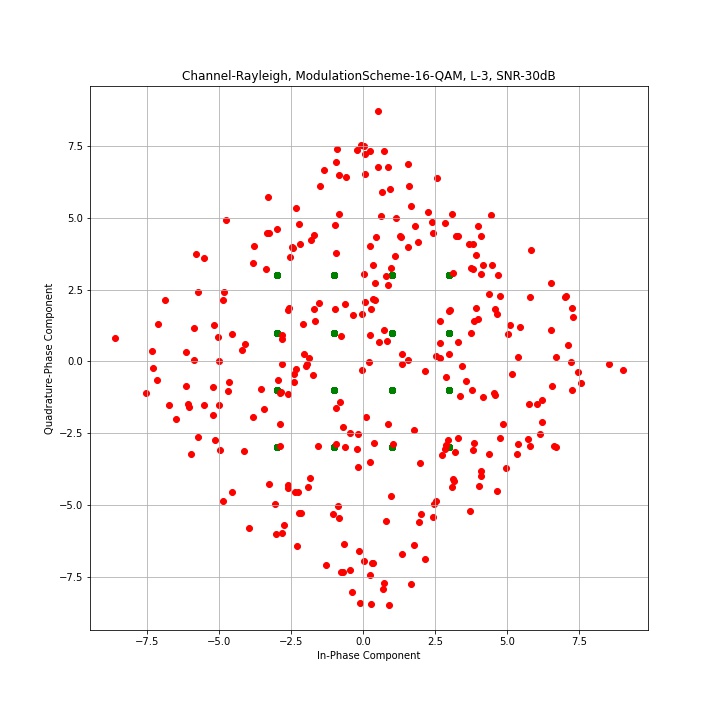 Channel-Rayleigh, ModulationScheme-16-QAM, L-3, SNR-30dB
7.5
5.0
2.5
0.0
−2.5
−5.0
−7.5
Quadrature-Phase Component
−7.5 −5.0 −2.5 0.0 2.5 5.0 7.5
In-Phase Component